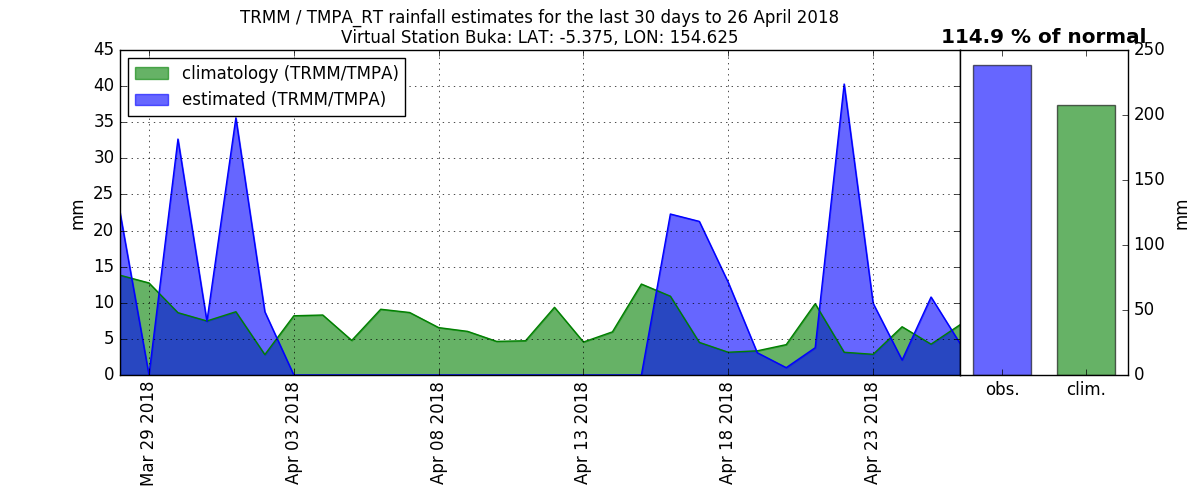 TRMM / TMPA_RT rainfall estimates for the last 30 days to 26 April 2018
Virtual Station Buka: LAT: -5.375, LON: 154.625
114.9 % of normal
climatology (TRMM/TMPA)
estimated (TRMM/TMPA)
45
40
35
30
25
20
15
10
5
0
mm
Mar 29 2018
Apr 03 2018
Apr 08 2018
Apr 13 2018
Apr 18 2018
Apr 23 2018
obs.
clim.
250
200
150
100
50
0
mm